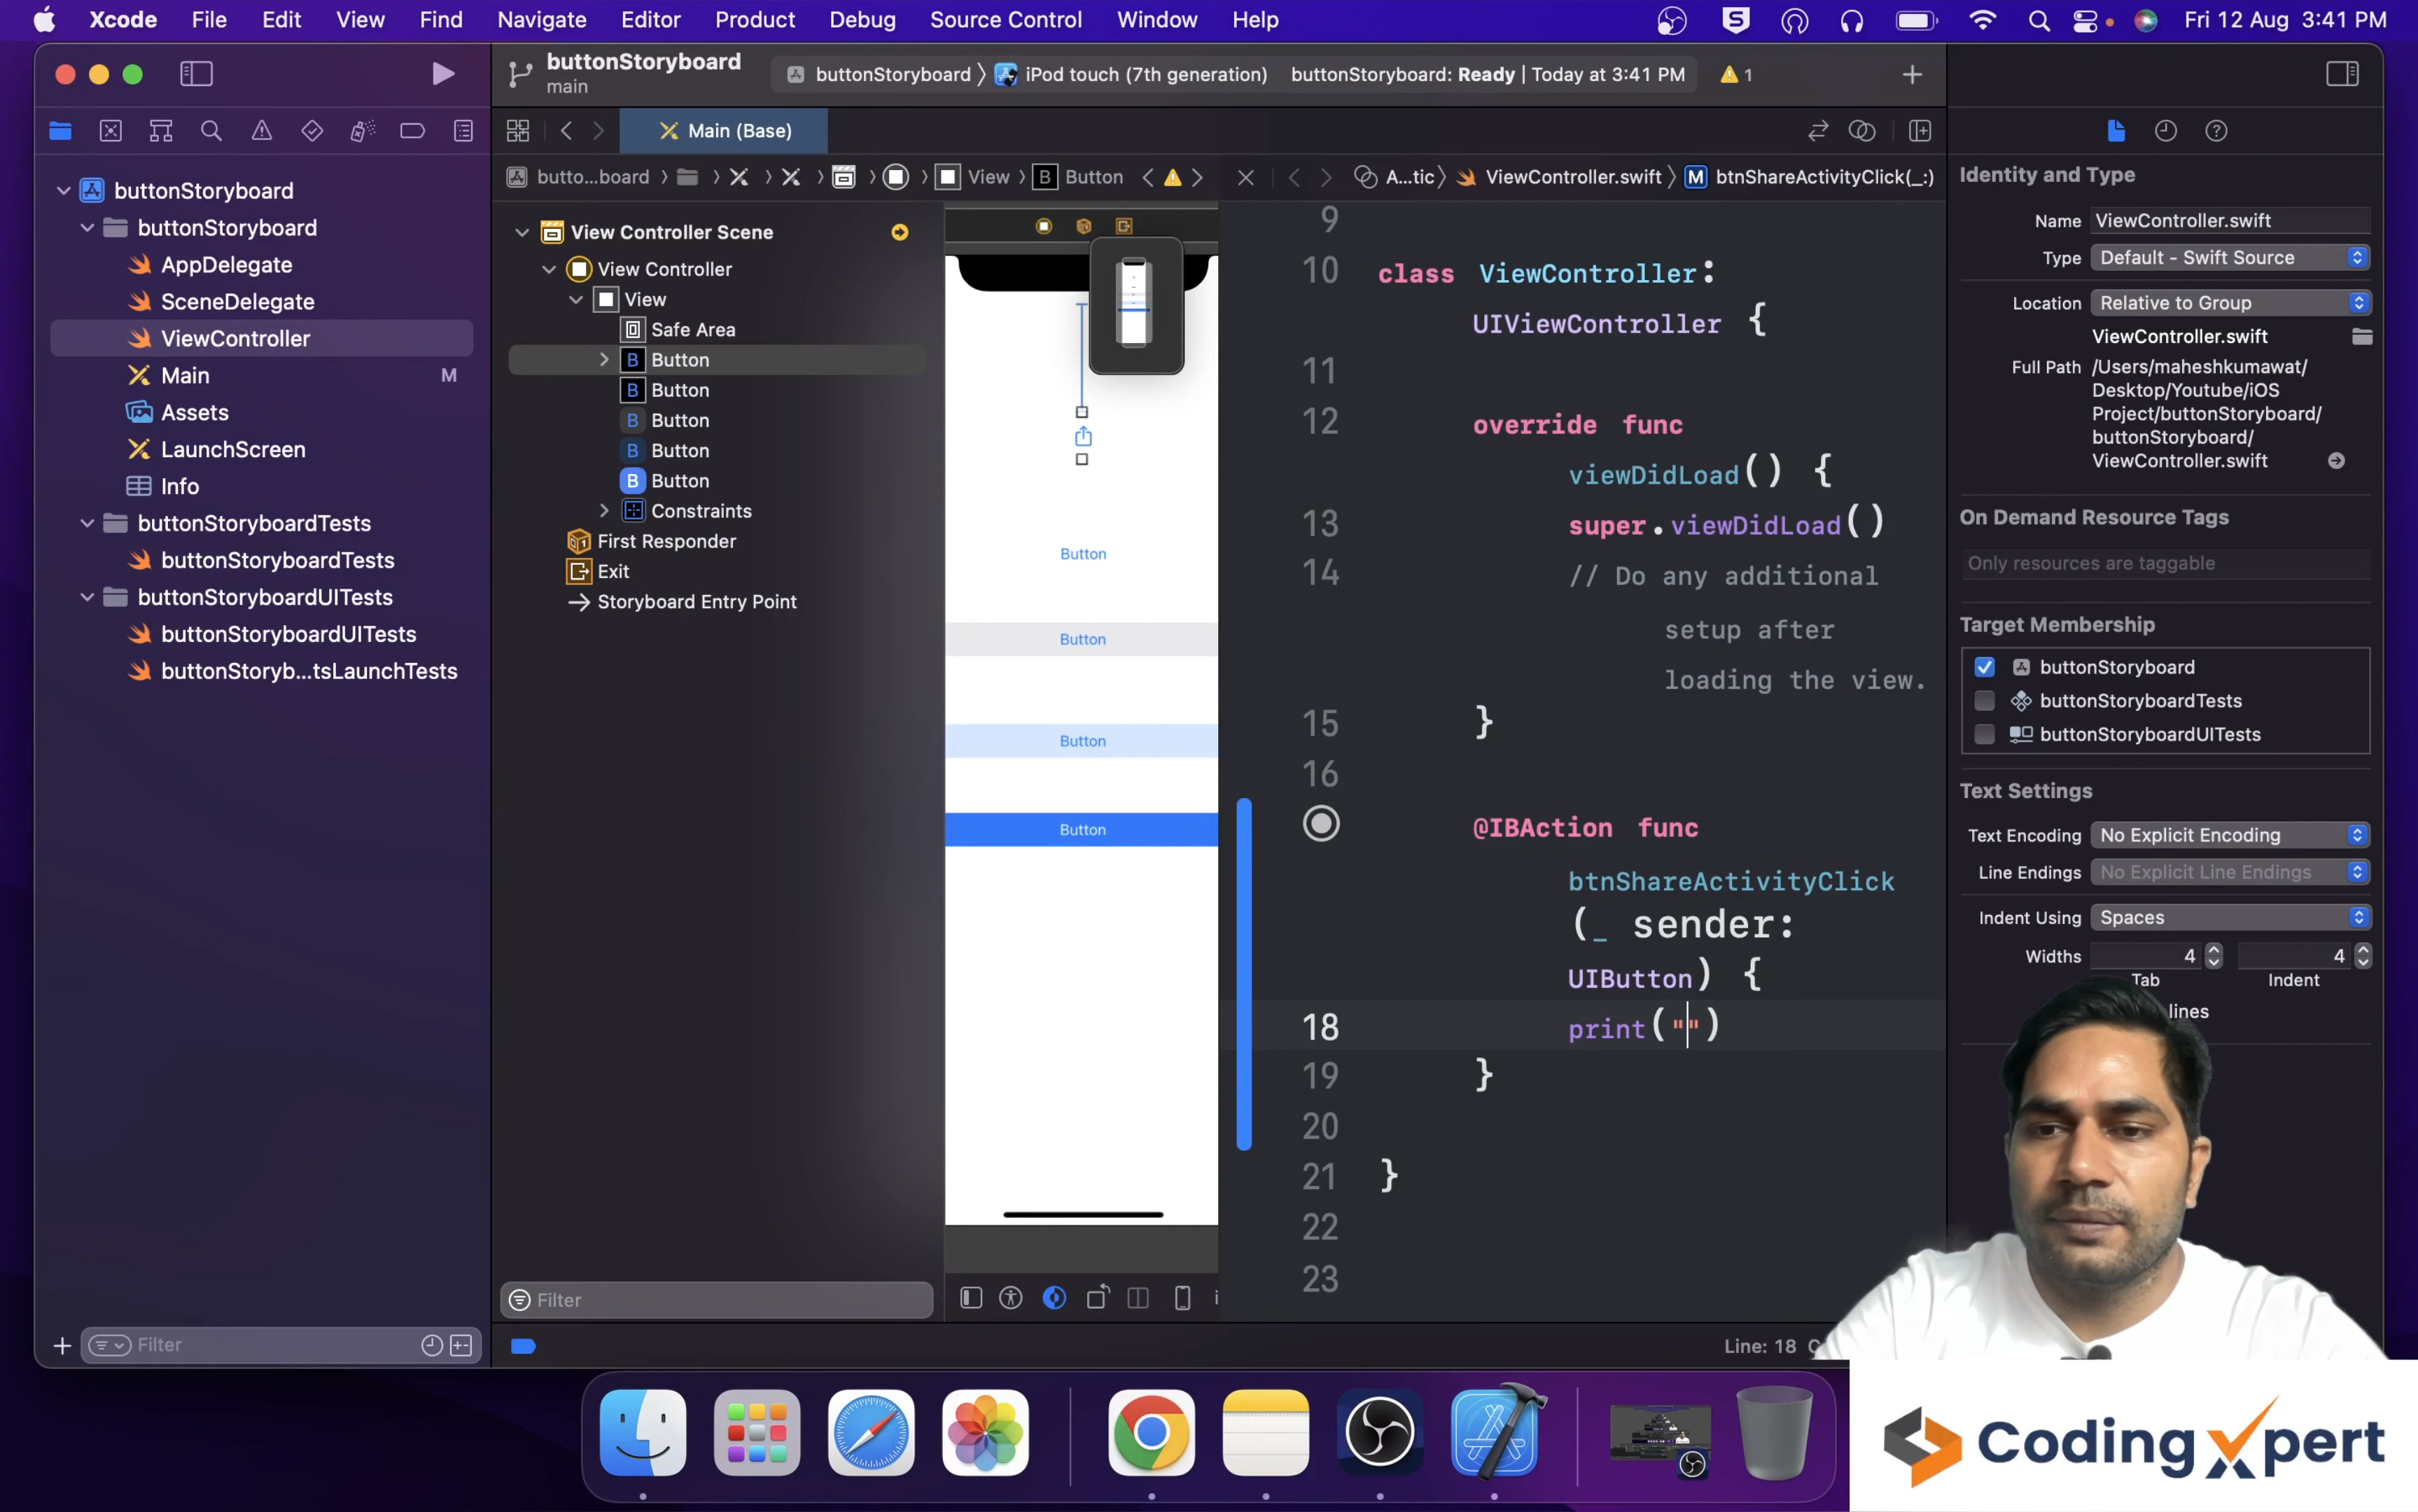 Xcode File Edit View Find Navigate Editor Product Debug Source Control Window Help Fri 12 Aug 3:41 PM
buttonStoryboard
main
buttonStoryboard iPod touch (7th generation) buttonStoryboard: Ready | Today at 3:41 PM 1
Main (Base)
butto...board View B Button A...tic ViewController.swift M btnShareActivityClick(_:)
buttonStoryboard
buttonStoryboard
AppDelegate
SceneDelegate
ViewController
Main M
Assets
LaunchScreen
Info
buttonStoryboardTests
buttonStoryboardTests
buttonStoryboardUITests
buttonStoryboardUITests
buttonStoryb...tsLaunchTests
Filter
View Controller Scene
View Controller
View
Safe Area
B Button
B Button
B Button
B Button
B Button
Constraints
First Responder
Exit
Storyboard Entry Point
Filter
Button
Button
Button
Button
9
10 class ViewController:
UIViewController {
11
12 override func
viewDidLoad() {
13 super.viewDidLoad()
14 // Do any additional
setup after
loading the view.
15 }
16
@IBAction func
btnShareActivityClick
(_ sender:
UIButton) {
18 print("")
19 }
20
21 }
22
23
Line: 18
Identity and Type
Name ViewController.swift
Type Default - Swift Source
Location Relative to Group
ViewController.swift
Full Path /Users/maheshkumawat/
Desktop/Youtube/iOS
Project/buttonStoryboard/
buttonStoryboard/
ViewController.swift
On Demand Resource Tags
Only resources are taggable
Target Membership
buttonStoryboard
buttonStoryboardTests
buttonStoryboardUITests
Text Settings
Text Encoding No Explicit Encoding
Line Endings No Explicit Line Endings
Indent Using Spaces
Widths 4 4
Tab Indent
lines
CodingXpert